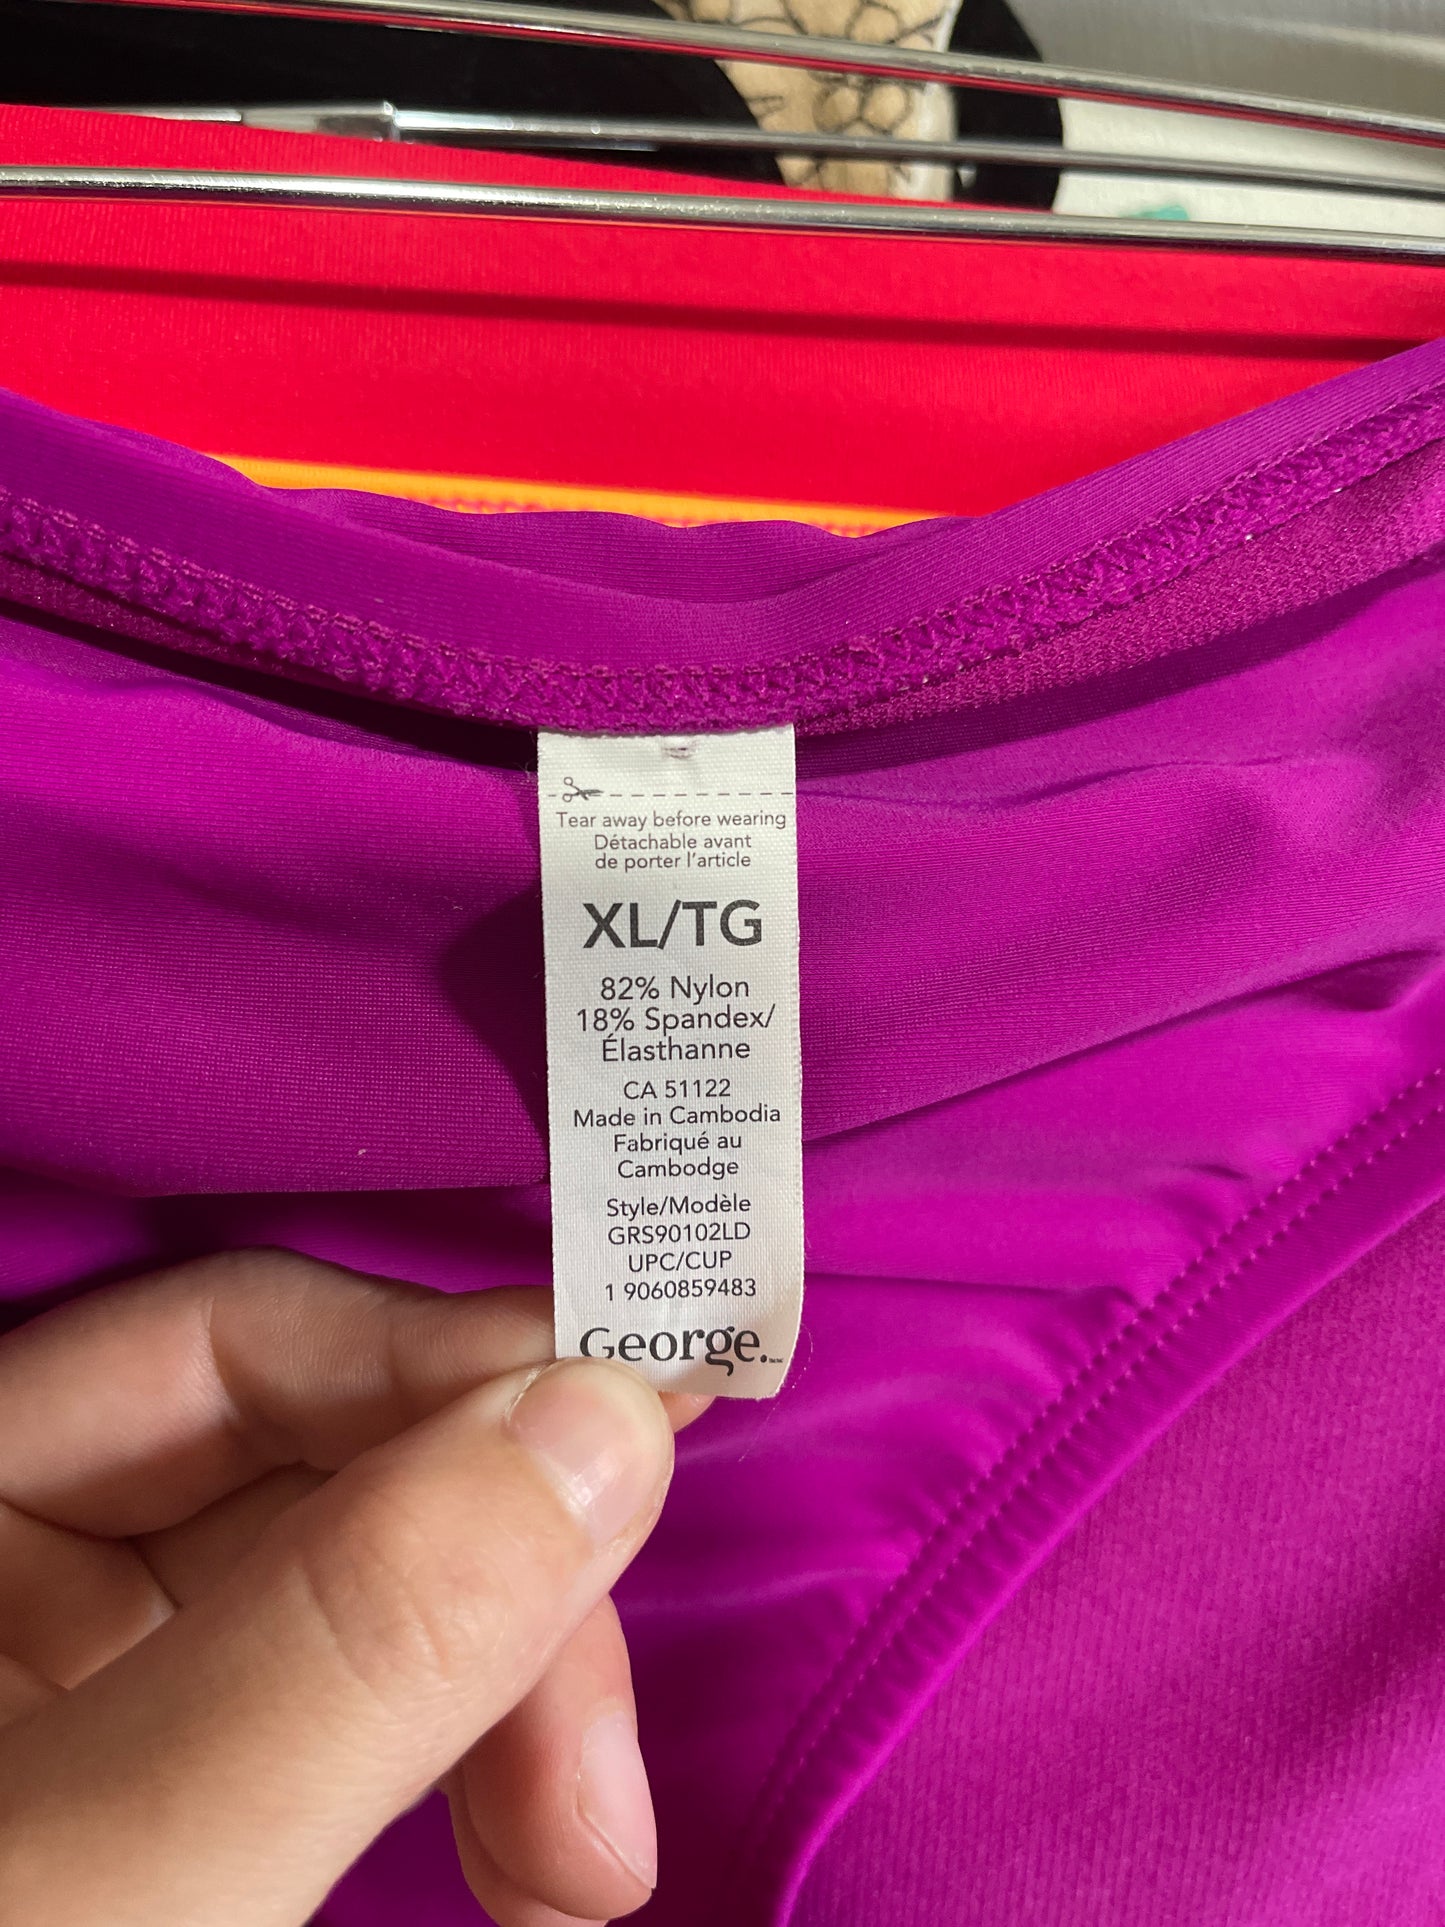 Tear away before wearing
Détachable avant
de porter l'article
XL/TG
82% Nylon
18% Spandex/
Élasthanne
CA 51122
Made in Cambodia
Fabriqué au
Cambodge
Style/Modèle
GRS90102LD
UPC/CUP
1 9060859483
George.